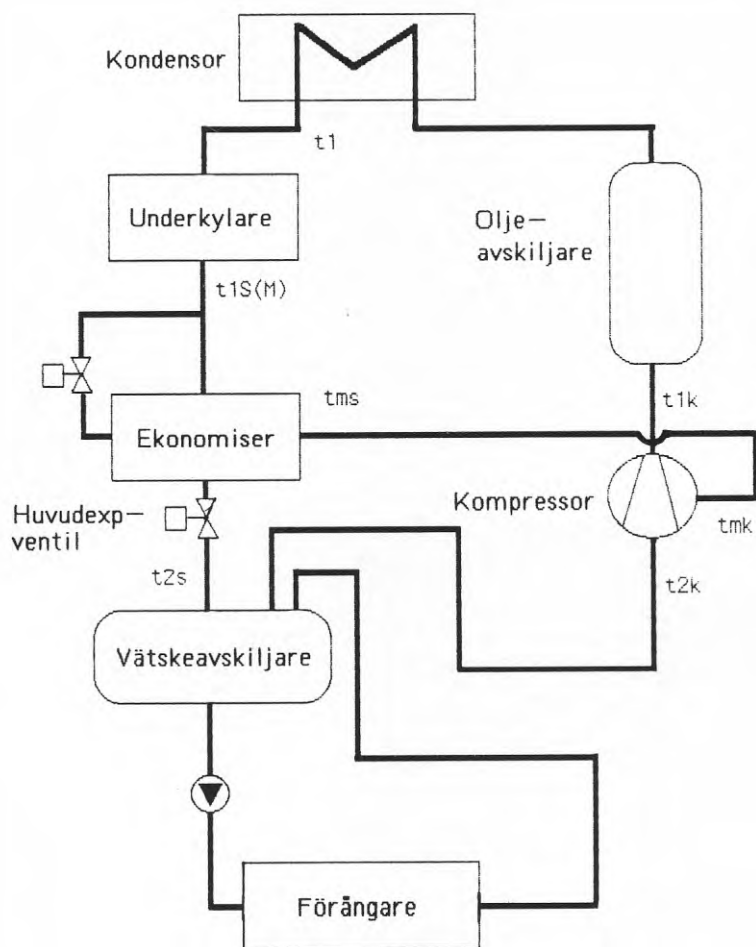 Kondensor
t1
Underkylare
Olje-
avskiljare
t1S(M)
tms
t1k
Ekonomiser
Kompressor
tmk
Huvudexp-
ventil
t2s
t2k
Vätskeavskiljare
Förångare